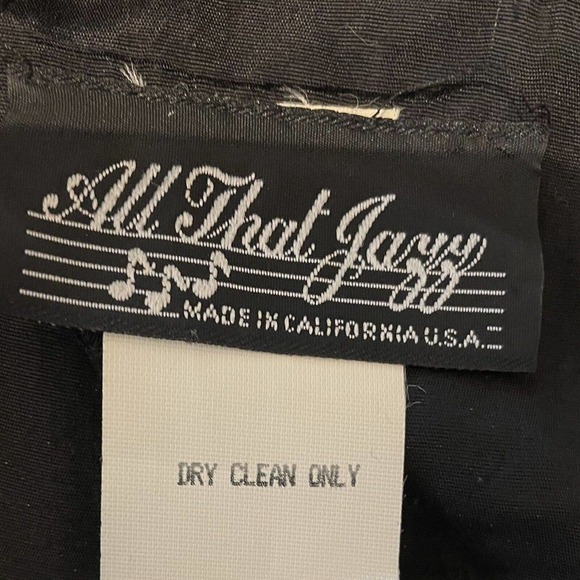 All That Jazz
MADE IN CALIFORNIA U.S.A.
DRY CLEAN ONLY